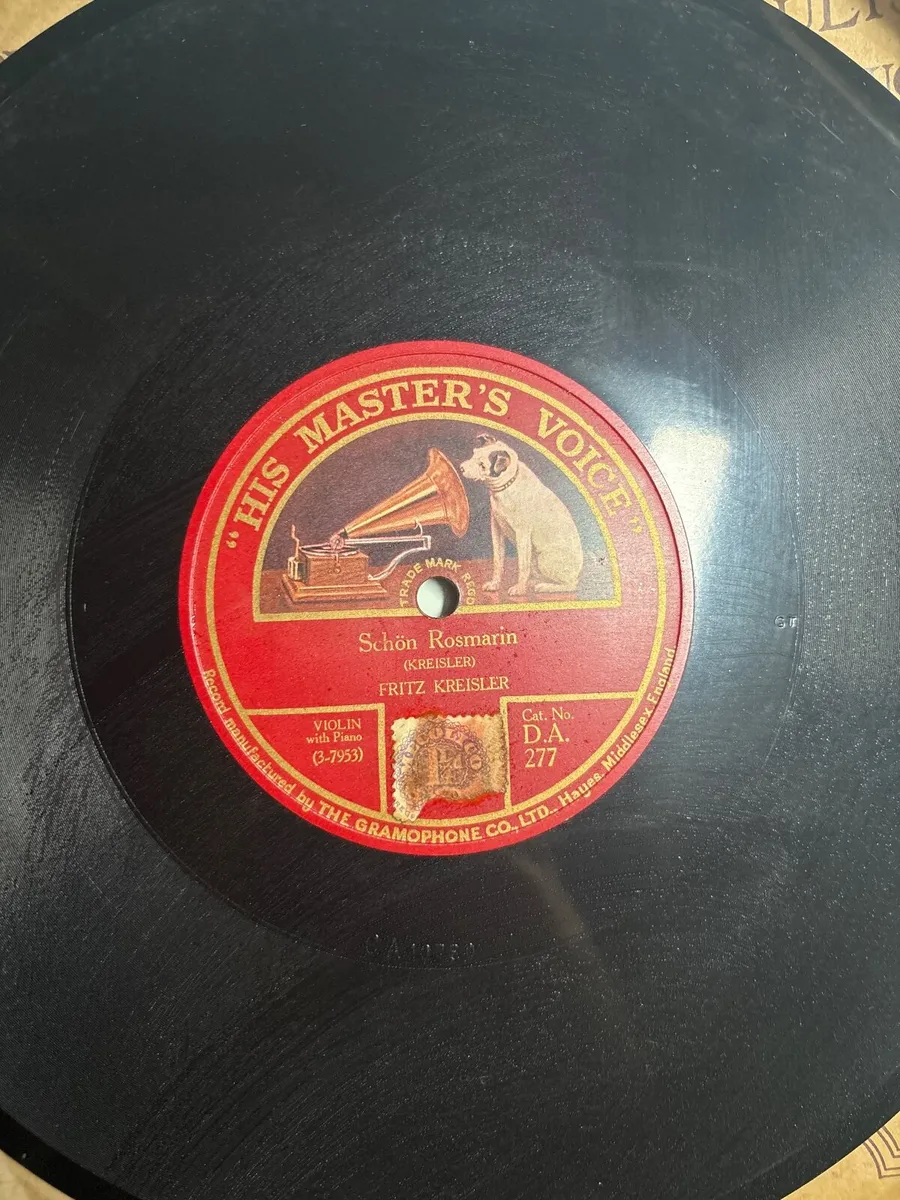 “HIS MASTER'S VOICE”
TRADE MARK REGD
Schön Rosmarin
(KREISLER)
FRITZ KREISLER
VIOLIN
with Piano
(3-7953)
Cat. No.
D.A.
277
Record manufactured by THE GRAMOPHONE CO., LTD., Hayes, Middlesex, England